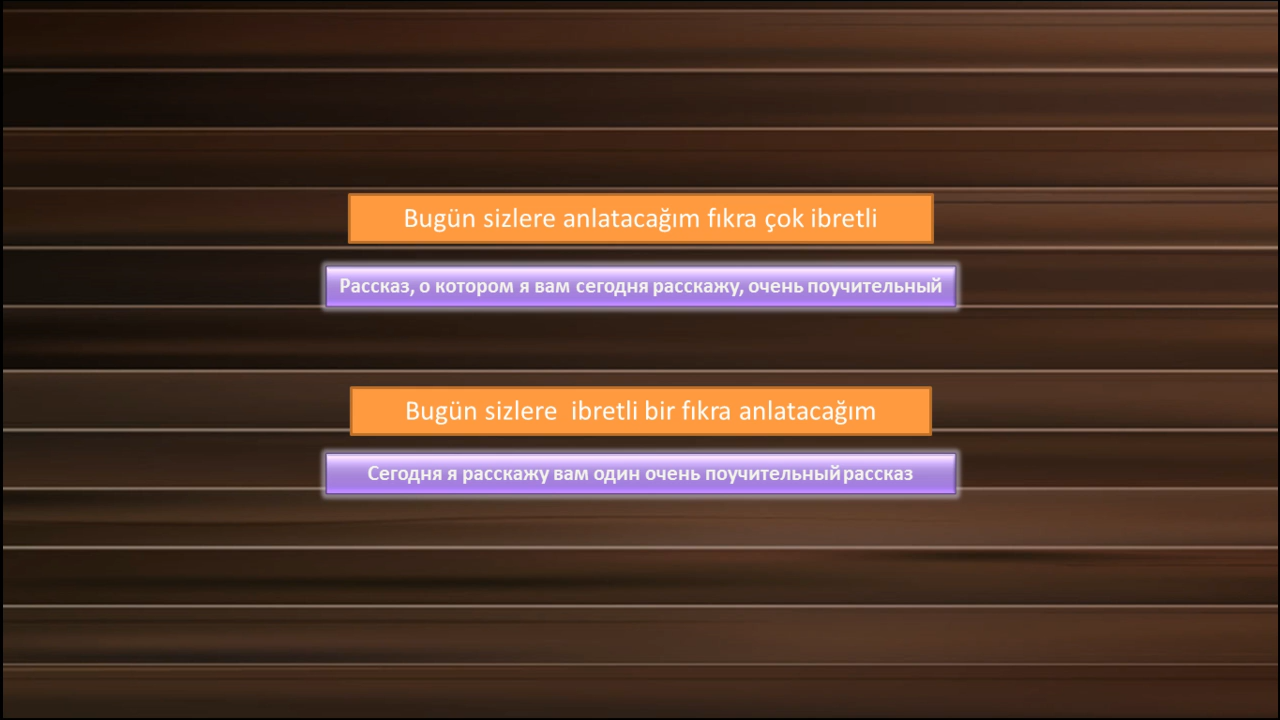 Bugün sizlere anlatacağım fıkra çok ibretli
Рассказ, о котором я вам сегодня расскажу, очень поучительный
Bugün sizlere ibretli bir fıkra anlatacağım
Сегодня я расскажу вам один очень поучительный рассказ